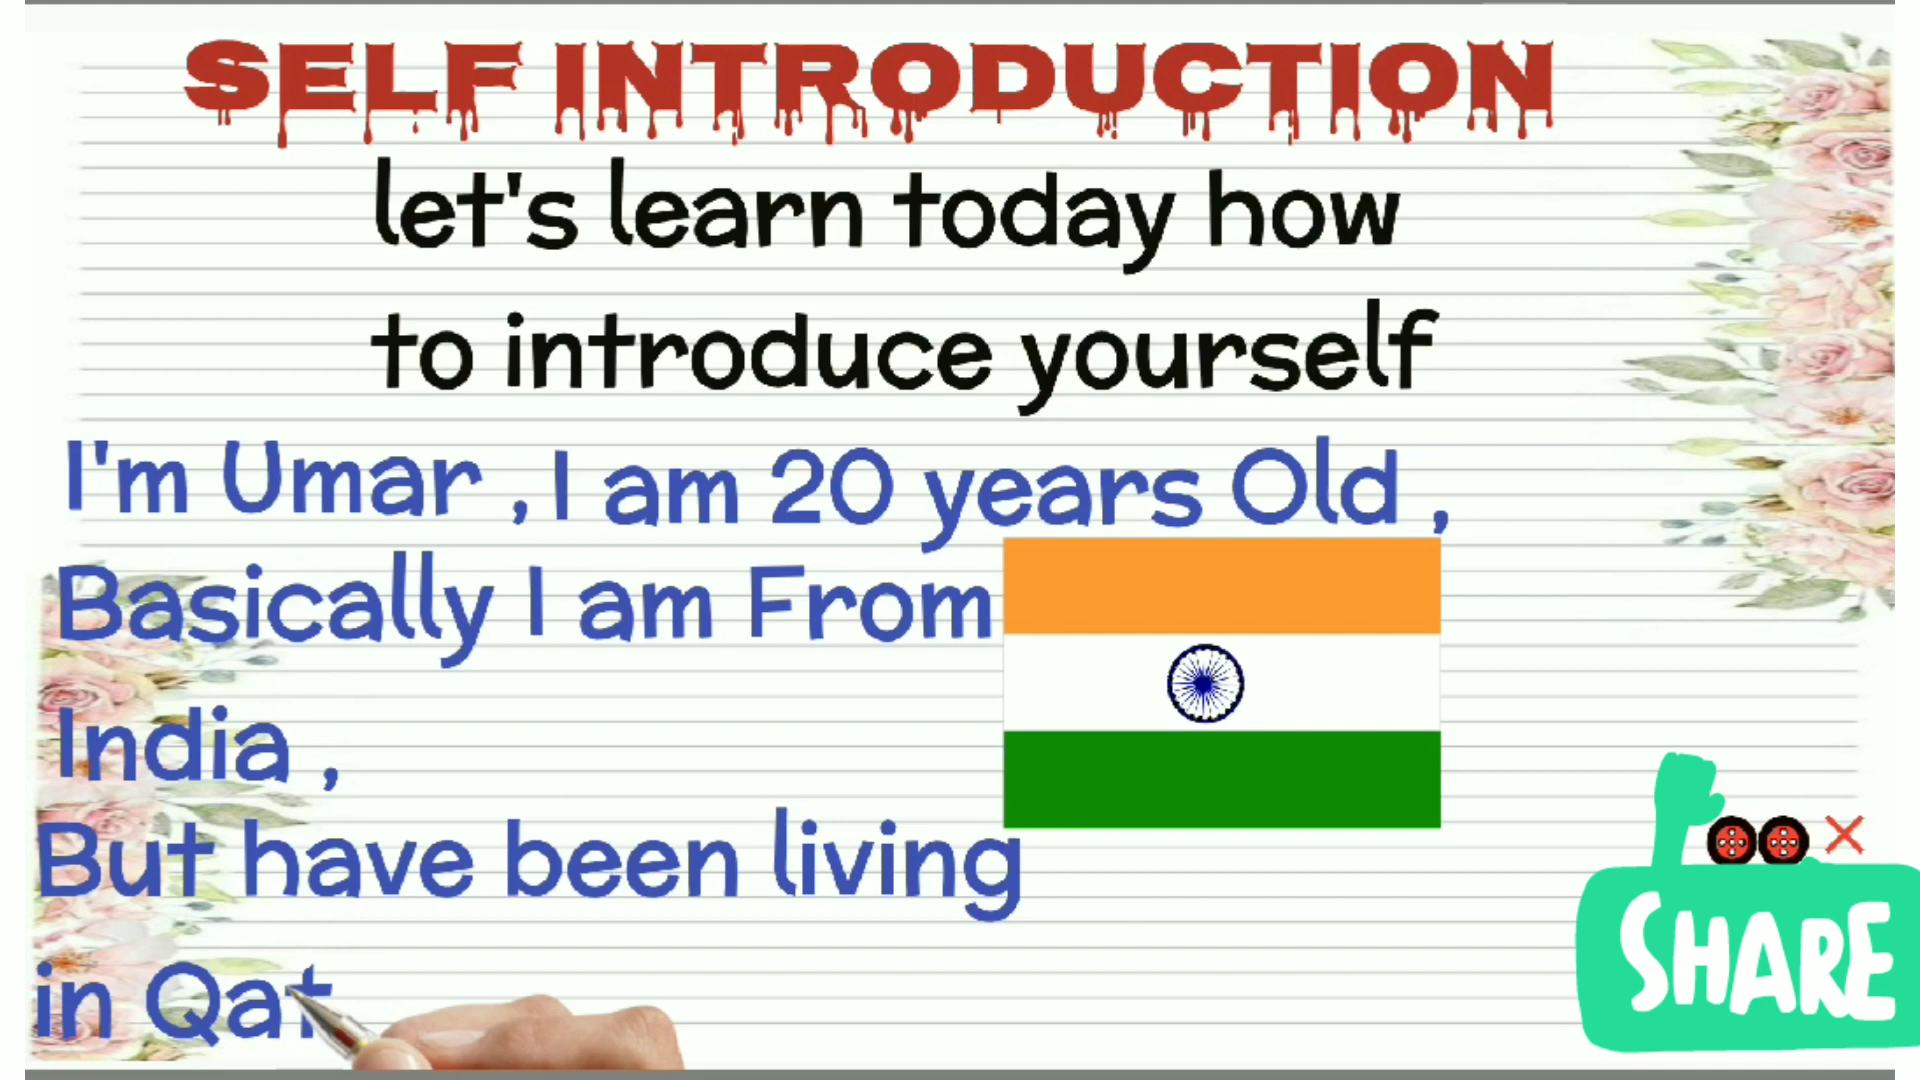 SELF INTRODUCTION
let's learn today how
to introduce yourself
I'm Umar , I am 20 years Old ,
Basically I am From
India ,
But have been living
in Qat
SHARE